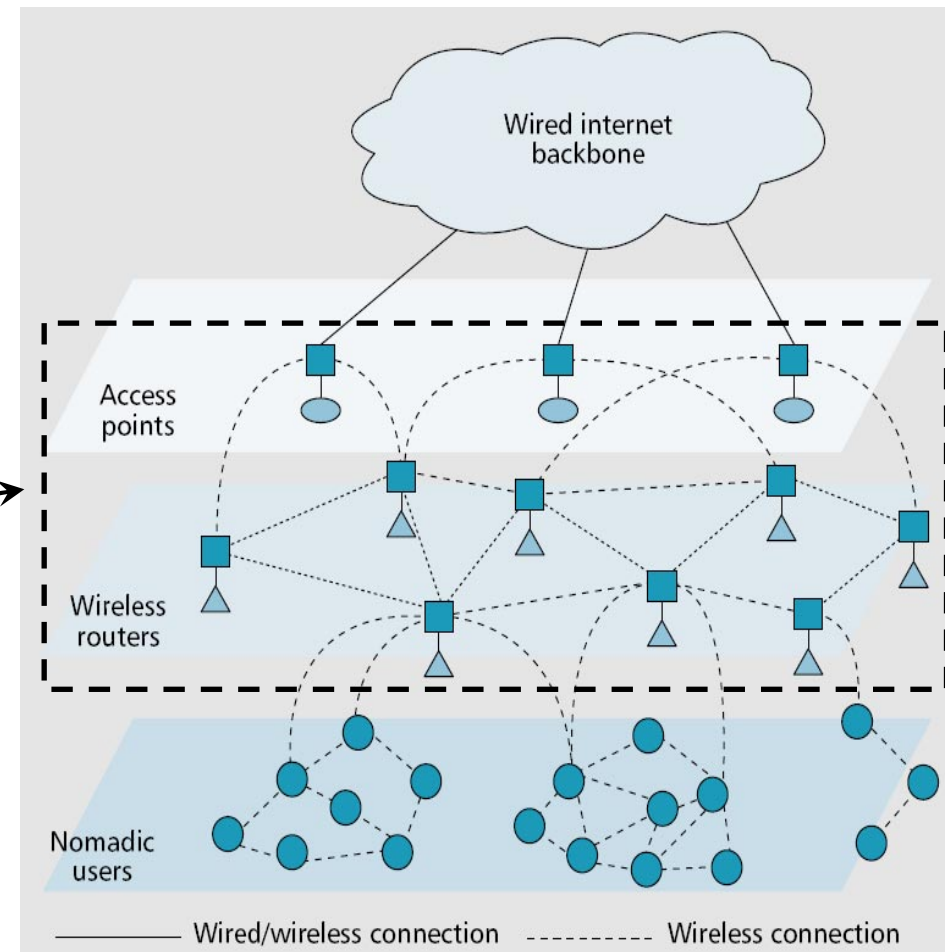 Wired internet
backbone
Access
points
Wireless
routers
Nomadic
users
Wired/wireless connection
Wireless connection